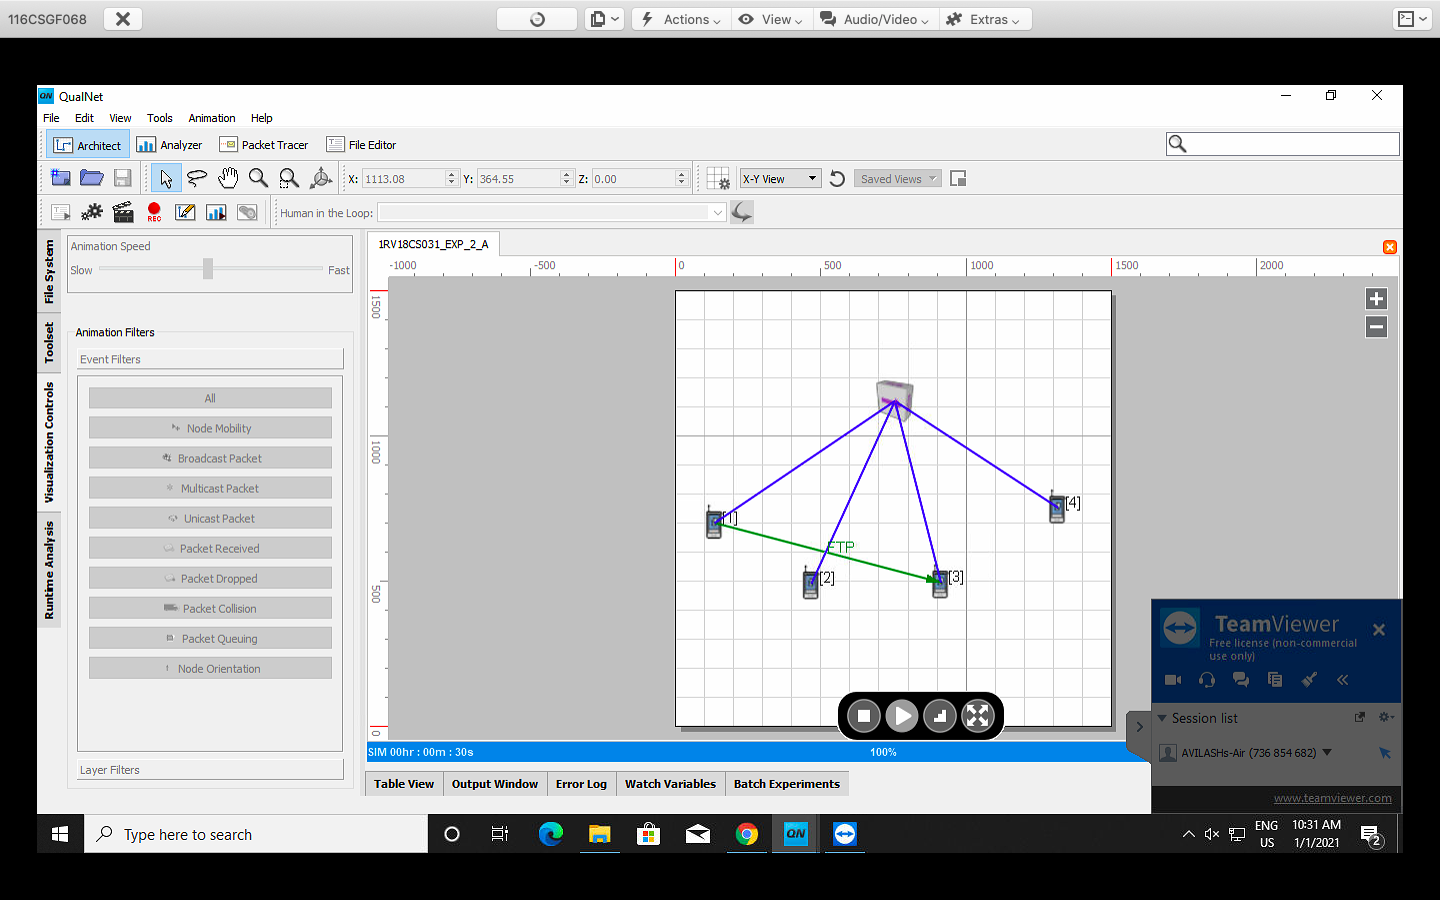 116CSGF068
Actions
View
Audio/Video
Extras
QN QualNet
File Edit View Tools Animation Help
Architect Analyzer Packet Tracer File Editor
X: 1113.08 Y: 364.55 Z: 0.00 X-Y View Saved Views
REC Human in the Loop:
File System
Toolset
Visualization Controls
Runtime Analysis
Animation Speed
Slow Fast
Animation Filters
Event Filters
All
Node Mobility
Broadcast Packet
Multicast Packet
Unicast Packet
Packet Received
Packet Dropped
Packet Collision
Packet Queuing
Node Orientation
Layer Filters
1RV18CS031_EXP_2_A
-1000 -500 0 500 1000 1500 2000
1500
1000
500
0
[1]
[2]
[3]
[4]
FTP
SIM 00hr : 00m : 30s 100%
Table View Output Window Error Log Watch Variables Batch Experiments
TeamViewer
Free license (non-commercial
use only)
Session list
AVILASHs-Air (736 854 682)
www.teamviewer.com
Type here to search
QN
ENG
US
10:31 AM
1/1/2021
2